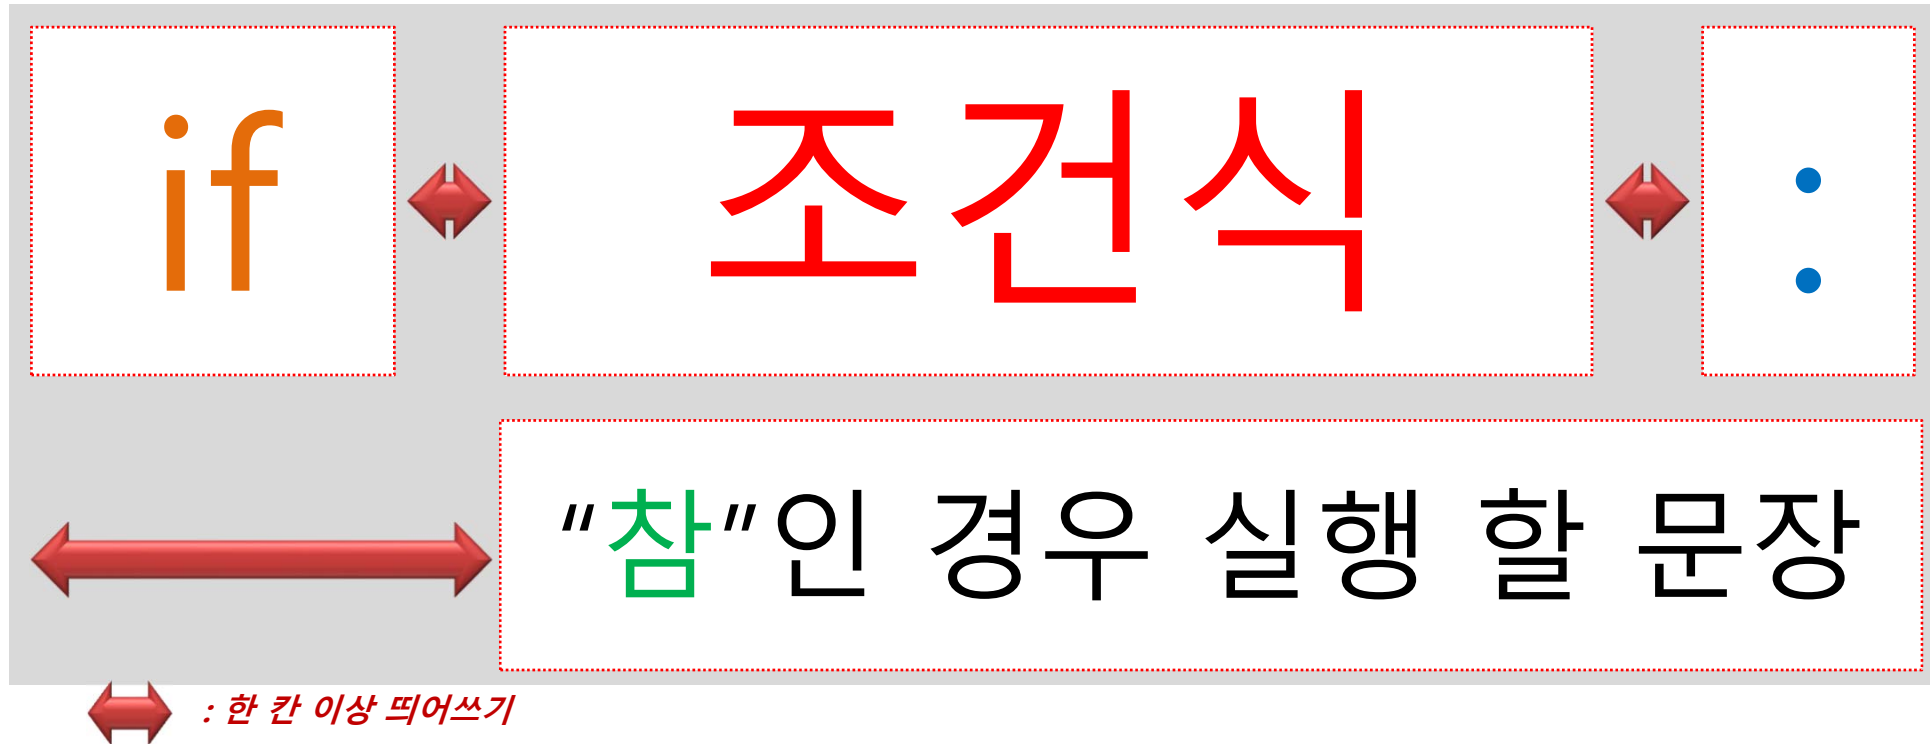 if 조건식 :
“참”인 경우 실행 할 문장
: 한 칸 이상 띄어쓰기